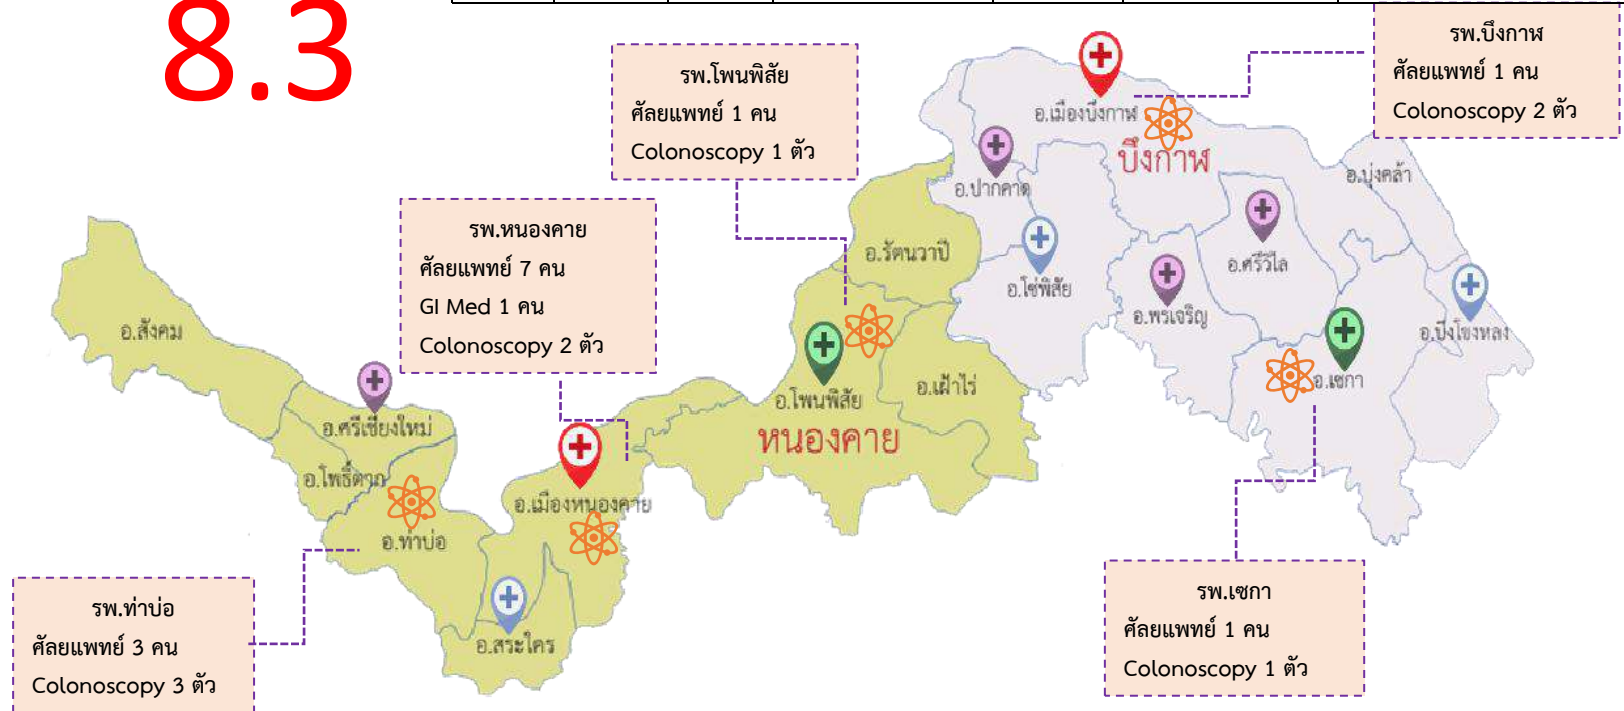 8.3
รพ.โพนพิสัย
ศัลยแพทย์ 1 คน
Colonoscopy 1 ตัว
รพ.บึงกาฬ
ศัลยแพทย์ 1 คน
Colonoscopy 2 ตัว
รพ.หนองคาย
ศัลยแพทย์ 7 คน
GI Med 1 คน
Colonoscopy 2 ตัว
อ.เมืองบึงกาฬ
บึงกาฬ
อ.ปากคาด
อ.บุ่งคล้า
อ.รัตนวาปี
อ.โซ่พิสัย
อ.ศรีวิไล
อ.พรเจริญ
อ.บึงโขงหลง
อ.สังคม
อ.เซกา
อ.โพนพิสัย
อ.เฝ้าไร่
หนองคาย
อ.ศรีเชียงใหม่
อ.โพธิ์ตาก
อ.เมืองหนองคาย
อ.ท่าบ่อ
อ.สระใคร
รพ.ท่าบ่อ
ศัลยแพทย์ 3 คน
Colonoscopy 3 ตัว
รพ.เซกา
ศัลยแพทย์ 1 คน
Colonoscopy 1 ตัว